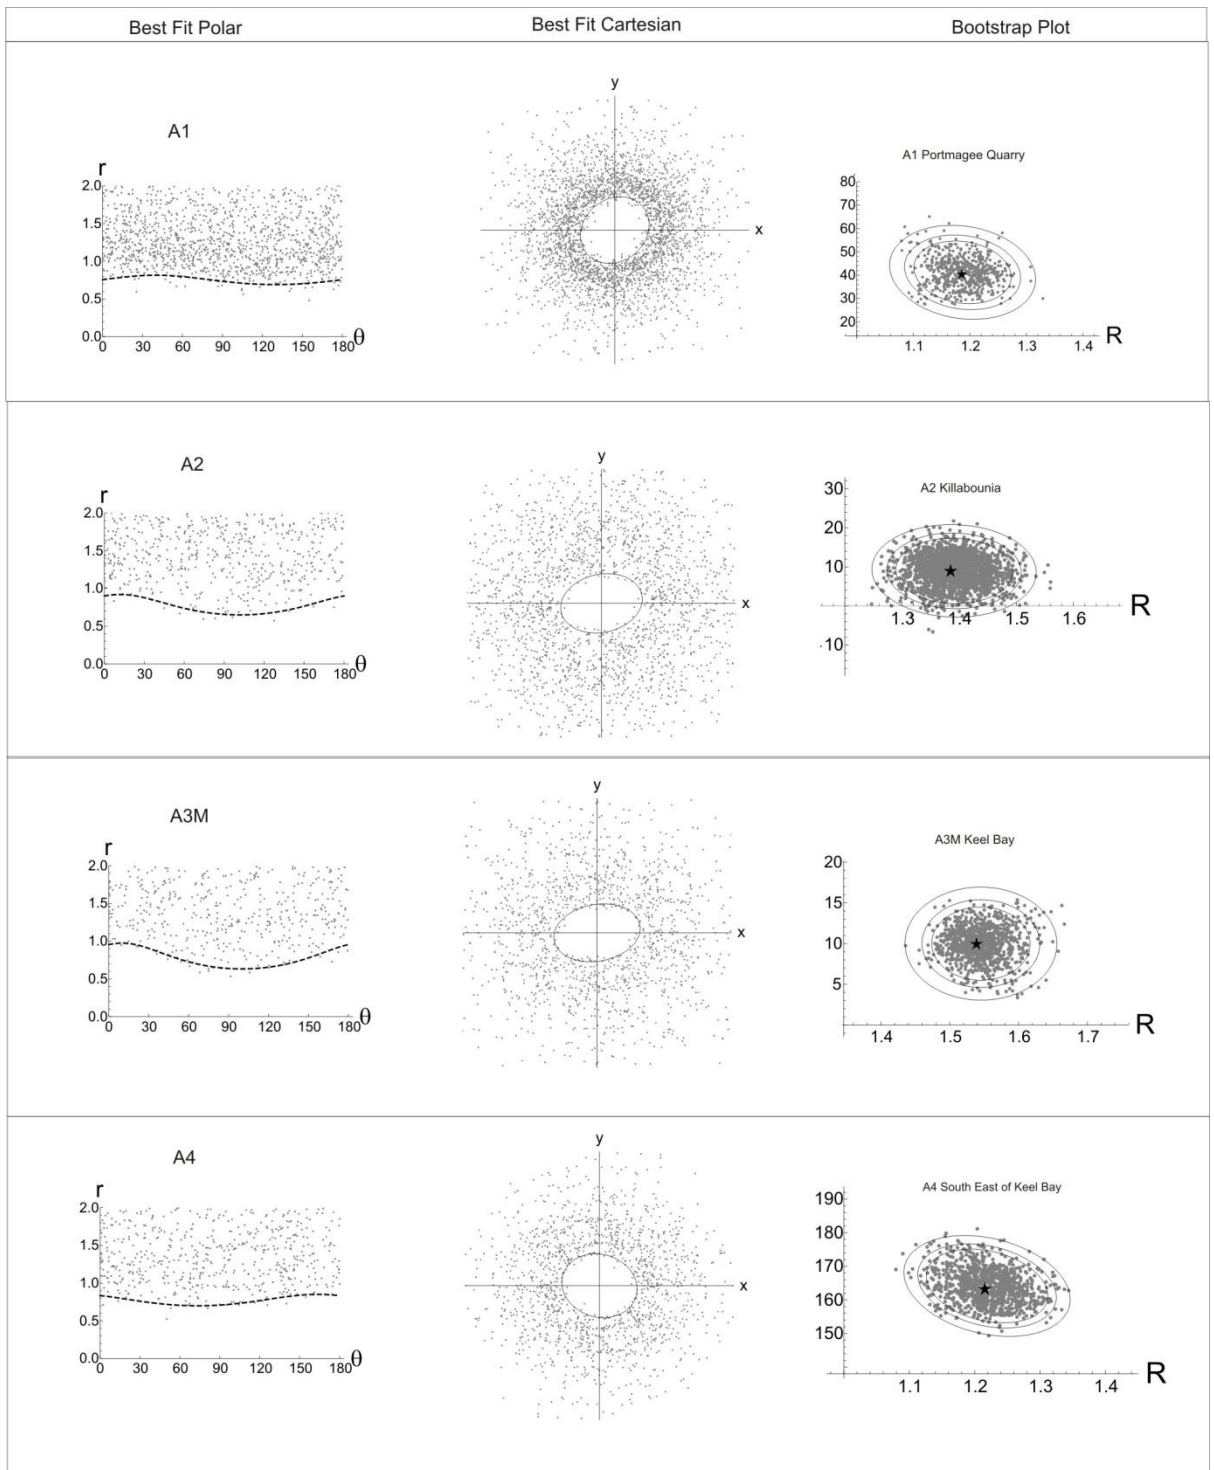 Best Fit Polar Best Fit Cartesian Bootstrap Plot
A1
r
2.0
1.5
1.0
0.5
0.0
0 30 60 90 120 150 180 θ
y
x
A1 Portmagee Quarry
80
70
60
50
40
30
20
1.1 1.2 1.3 1.4 R
A2
r
2.0
1.5
1.0
0.5
0.0
0 30 60 90 120 150 180 θ
y
x
A2 Killabounia
30
20
10
1.3 1.4 1.5 1.6 R
·10
A3M
r
2.0
1.5
1.0
0.5
0.0
0 30 60 90 120 150 180 θ
y
x
A3M Keel Bay
20
15
10
5
1.4 1.5 1.6 1.7 R
A4
r
2.0
1.5
1.0
0.5
0.0
0 30 60 90 120 150 180 θ
y
x
A4 South East of Keel Bay
190
180
170
160
150
1.1 1.2 1.3 1.4 R